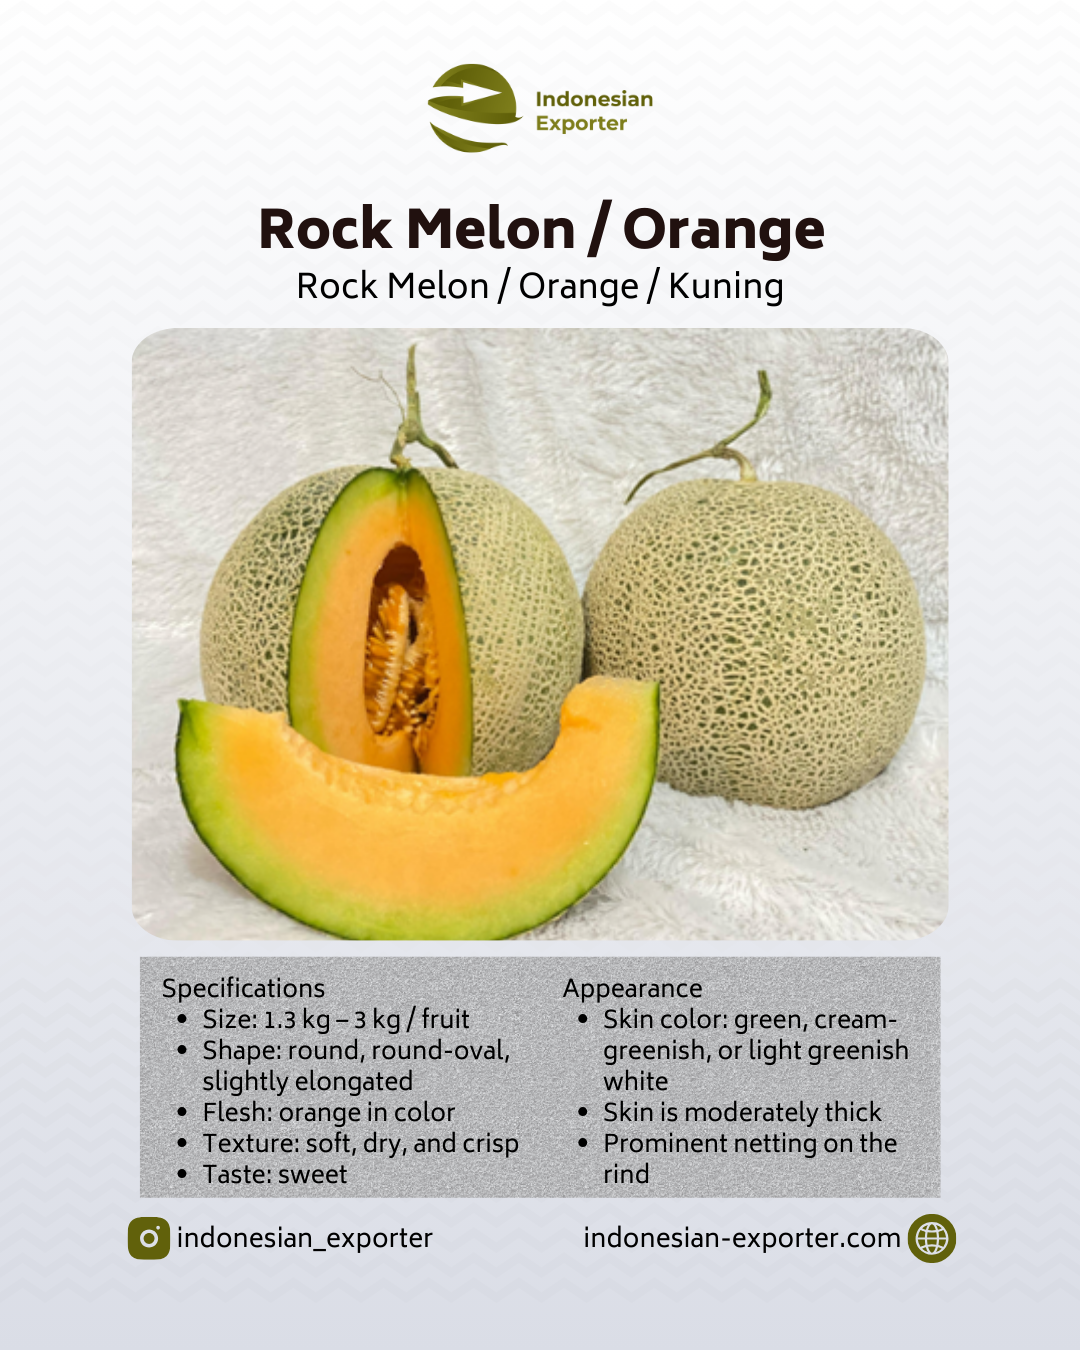 Indonesian
Exporter
Rock Melon / Orange
Rock Melon / Orange / Kuning
Specifications
• Size: 1.3 kg – 3 kg / fruit
• Shape: round, round-oval,
slightly elongated
• Flesh: orange in color
• Texture: soft, dry, and crisp
• Taste: sweet
Appearance
• Skin color: green, cream-
greenish, or light greenish
white
• Skin is moderately thick
• Prominent netting on the
rind
indonesian_exporter
indonesian-exporter.com